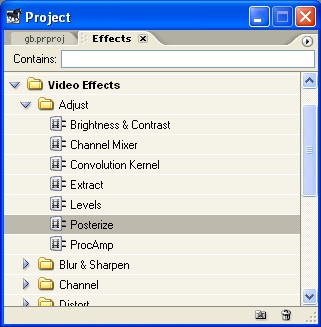 Project
gb.prproj Effects
Contains:
Video Effects
Adjust
Brightness & Contrast
Channel Mixer
Convolution Kernel
Extract
Levels
Posterize
ProcAmp
Blur & Sharpen
Channel
Distort